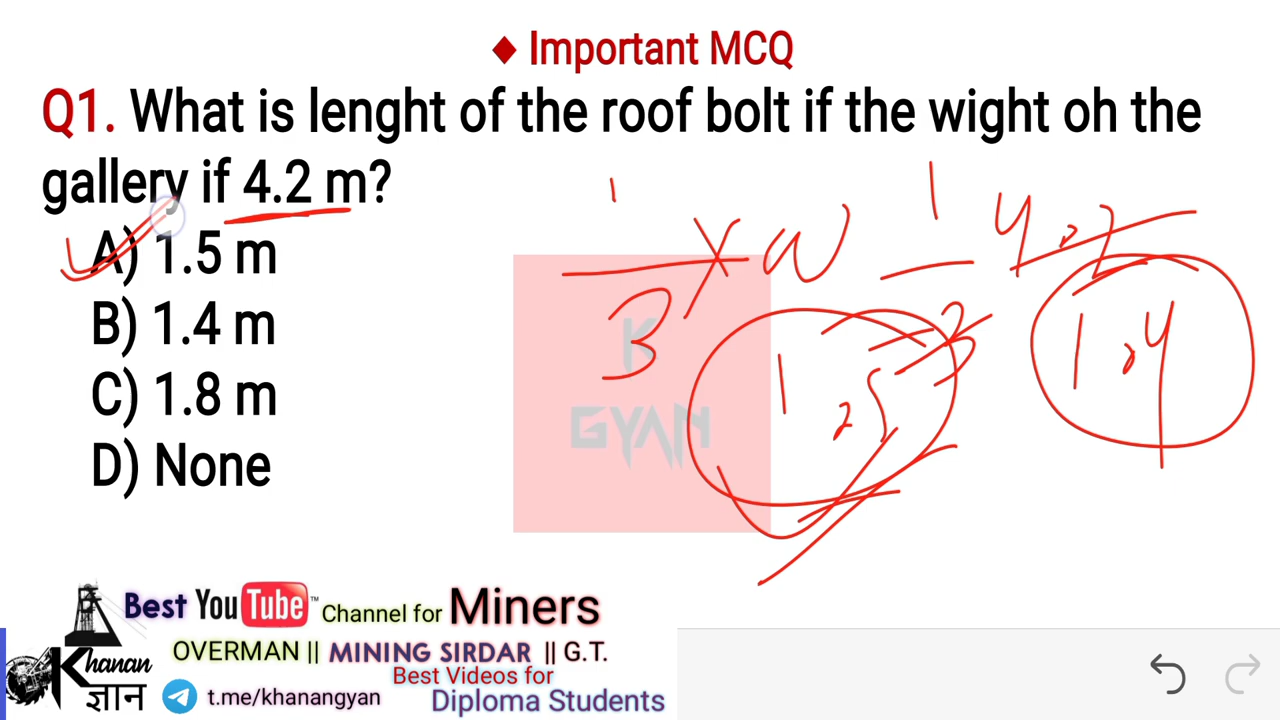 ♦ Important MCQ
Q1. What is lenght of the roof bolt if the wight oh the
gallery if 4.2 m?
A) 1.5 m
B) 1.4 m
C) 1.8 m
D) None
1
3
× W
1
3
4.2
1.5
1.4
K
GYAN
Best YouTube™ Channel for Miners
OVERMAN || MINING SIRDAR || G.T.
Best Videos for
Diploma Students
Khanan
ज्ञान
t.me/khanangyan